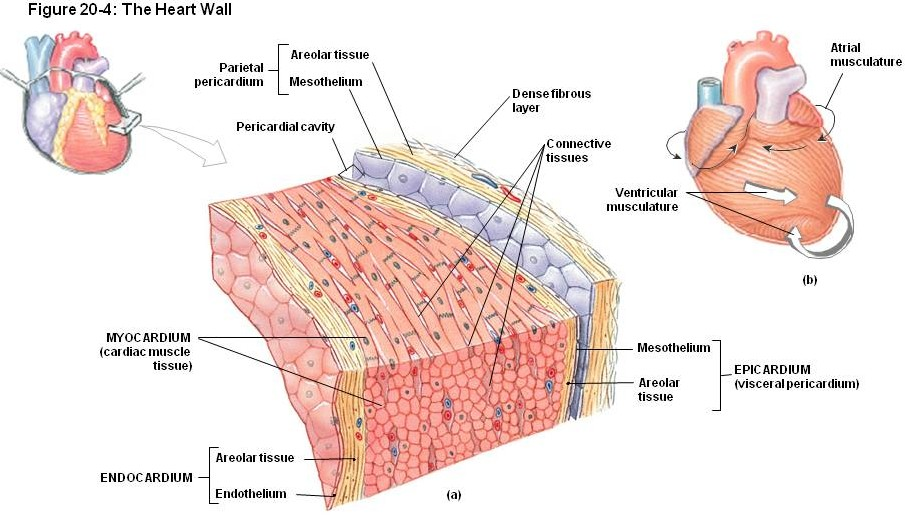 Figure 20-4: The Heart Wall
Parietal
pericardium
Areolar tissue
Mesothelium
Pericardial cavity
Dense fibrous
layer
Connective
tissues
Atrial
musculature
Ventricular
musculature
(b)
MYOCARDIUM
(cardiac muscle
tissue)
Mesothelium
Areolar
tissue
EPICARDIUM
(visceral pericardium)
ENDOCARDIUM
Areolar tissue
Endothelium
(a)